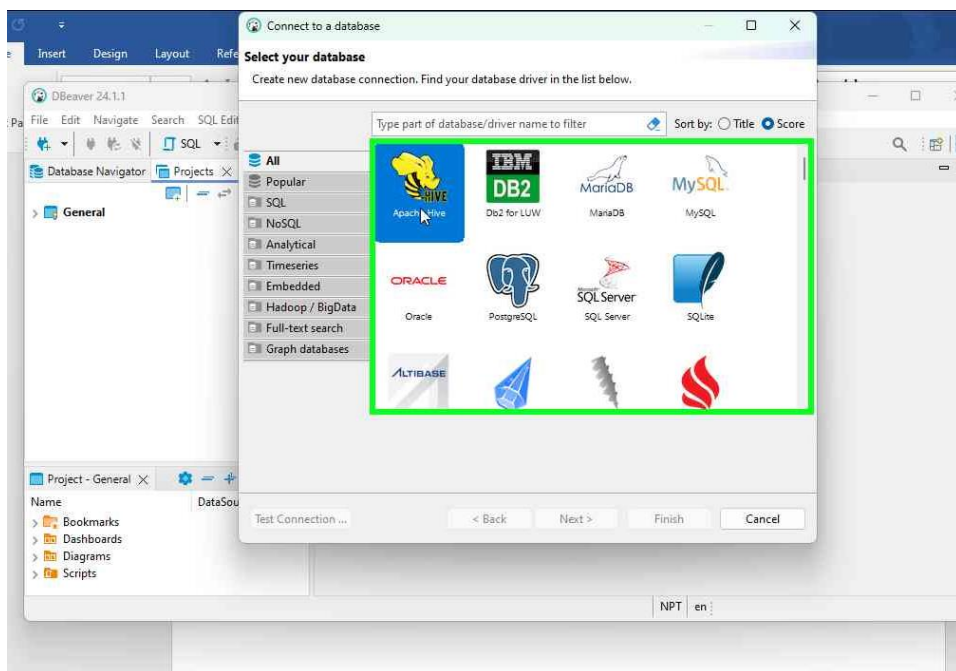 Connect to a database
Insert Design Layout Refe
Select your database
Create new database connection. Find your database driver in the list below.
DBeaver 24.1.1
Pa
File Edit Navigate Search SQL Edit
Type part of database/driver name to filter Sort by: Title Score
SQL
Database Navigator Projects
General
All
Popular
SQL
NoSQL
Analytical
Timeseries
Embedded
Hadoop / BigData
Full-text search
Graph databases
HIVE
Apache Hive
IBM
DB2
Db2 for LUW
MariaDB
MariaDB
MySQL
MySQL
ORACLE
Oracle
PostgreSQL
SQL Server
SQL Server
SQLite
ALTIBASE
Project - General
Name DataSou
Bookmarks
Dashboards
Diagrams
Scripts
Test Connection ... < Back Next > Finish Cancel
NPT en